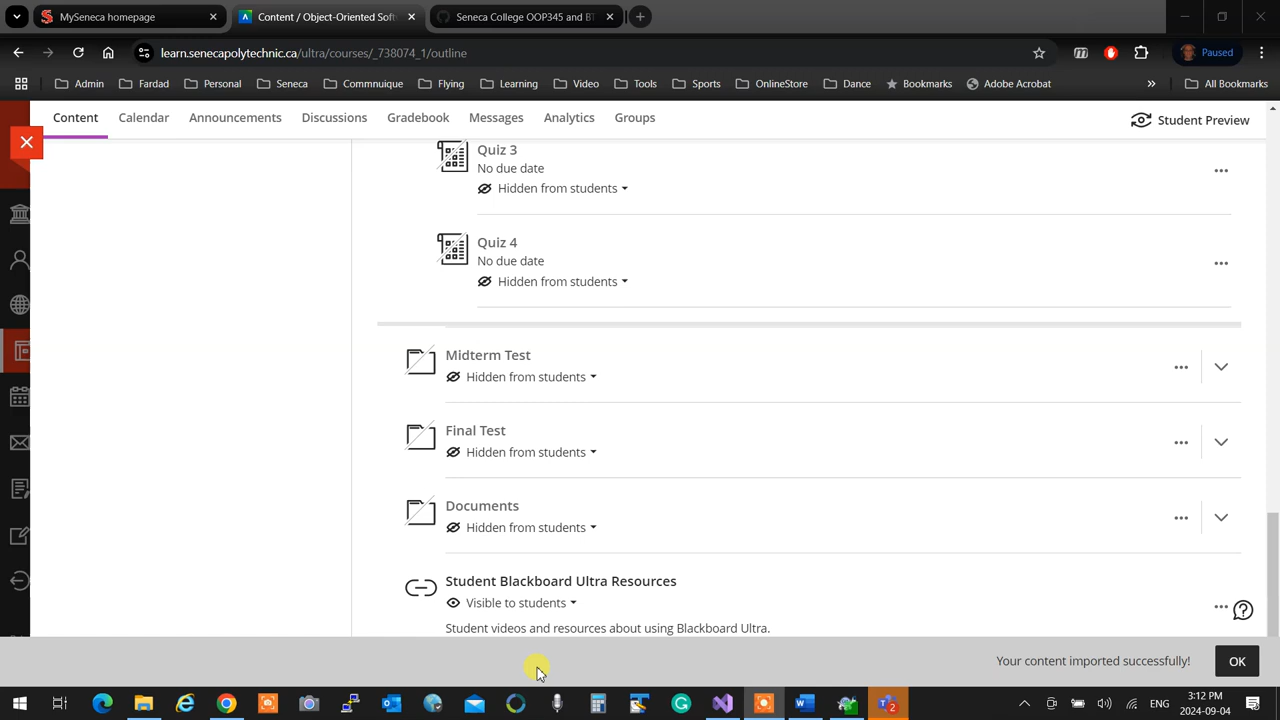 MySeneca homepage
Content / Object-Oriented Soft
Seneca College OOP345 and BT
learn.senecapolytechnic.ca/ultra/courses/_738074_1/outline
Paused
Admin
Fardad
Personal
Seneca
Commnuique
Flying
Learning
Video
Tools
Sports
OnlineStore
Dance
Bookmarks
Adobe Acrobat
»
All Bookmarks
Content
Calendar
Announcements
Discussions
Gradebook
Messages
Analytics
Groups
Student Preview
Quiz 3
No due date
Hidden from students
Quiz 4
No due date
Hidden from students
Midterm Test
Hidden from students
Final Test
Hidden from students
Documents
Hidden from students
Student Blackboard Ultra Resources
Visible to students
Student videos and resources about using Blackboard Ultra.
Your content imported successfully!
OK
ENG
3:12 PM
2024-09-04